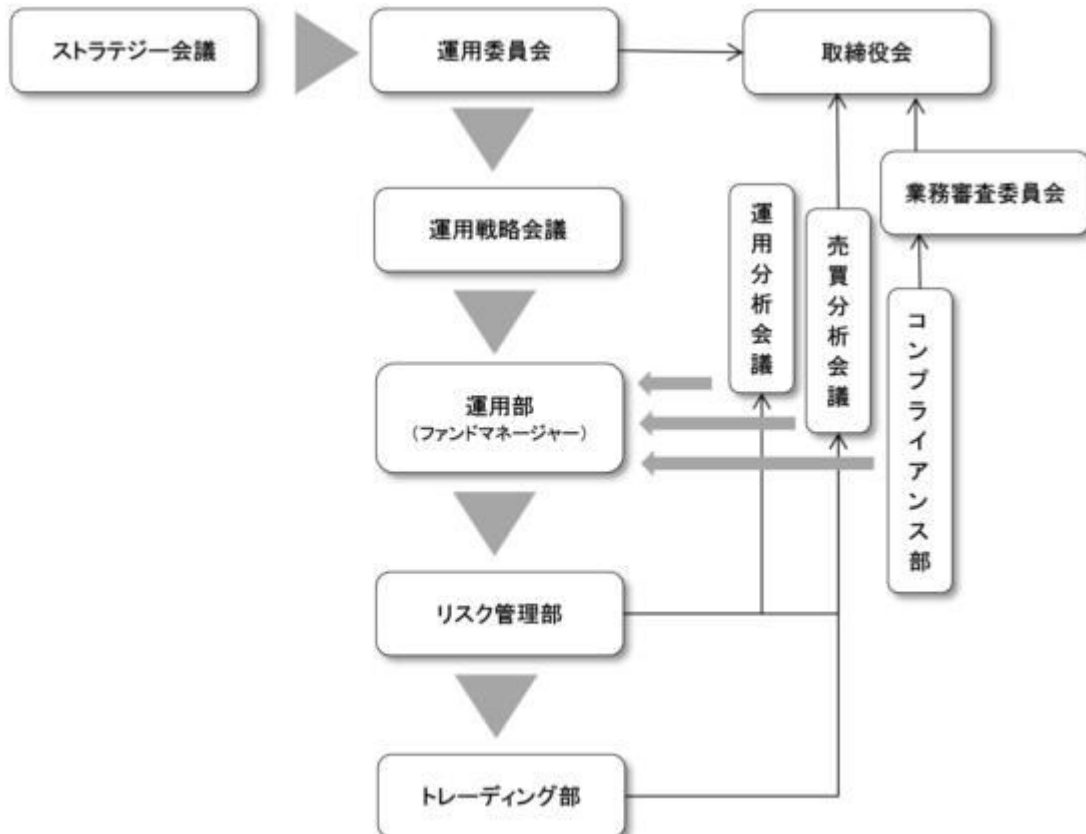 ストラテジー会議
運用委員会
取締役会
業務審査委員会
運用戦略会議
運用分析会議
売買分析会議
コンプライアンス部
運用部
（ファンドマネージャー）
リスク管理部
トレーディング部